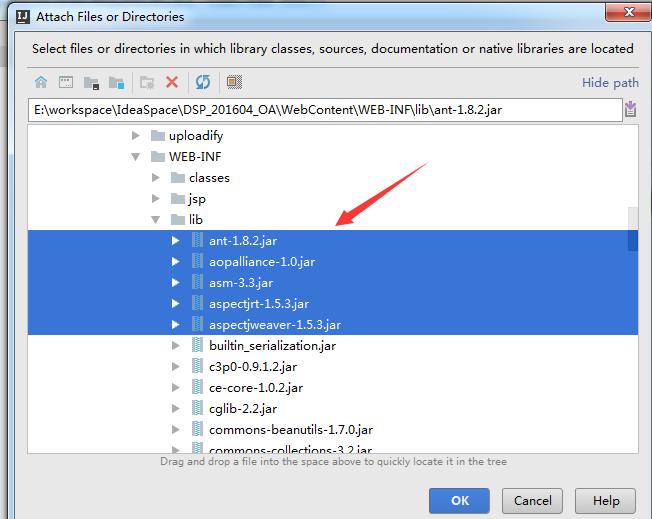 IJ Attach Files or Directories
Select files or directories in which library classes, sources, documentation or native libraries are located
Hide path
E:\workspace\IdeaSpace\DSP_201604_OA\WebContent\WEB-INF\lib\ant-1.8.2.jar
uploadify
WEB-INF
classes
jsp
lib
ant-1.8.2.jar
aopalliance-1.0.jar
asm-3.3.jar
aspectjrt-1.5.3.jar
aspectjweaver-1.5.3.jar
builtin_serialization.jar
c3p0-0.9.1.2.jar
ce-core-1.0.2.jar
cglib-2.2.jar
commons-beanutils-1.7.0.jar
commons-collections-3.2.jar
Drag and drop a file into the space above to quickly locate it in the tree
OK Cancel Help